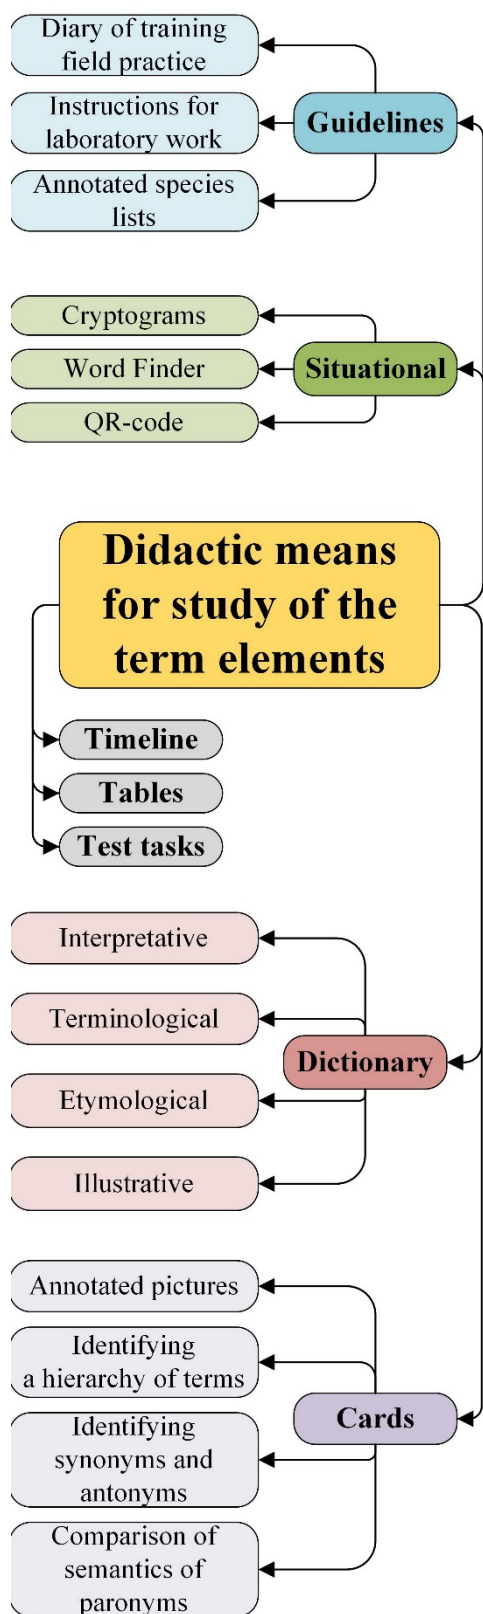 Diary of training
field practice
Instructions for
laboratory work
Annotated species
lists
Guidelines
Cryptograms
Word Finder
QR-code
Situational
Didactic means
for study of the
term elements
Timeline
Tables
Test tasks
Interpretative
Terminological
Etymological
Illustrative
Dictionary
Annotated pictures
Identifying
a hierarchy of terms
Identifying
synonyms and
antonyms
Comparison of
semantics of
paronyms
Cards